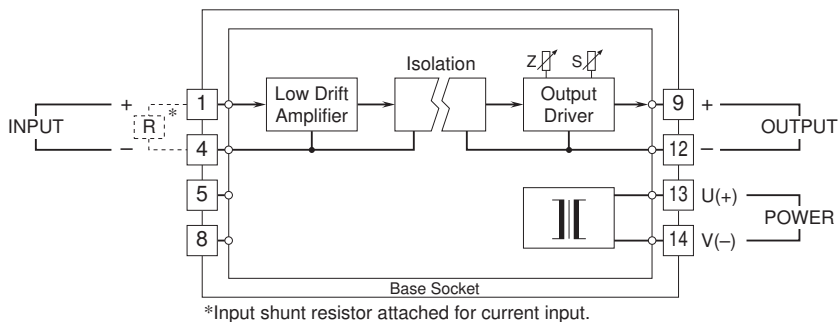 Isolation
Z
S
1
Low Drift
Amplifier
Output
Driver
9
+
+
INPUT
R
*
OUTPUT
–
4
12
–
5
13
U(+)
POWER
8
14
V(–)
Base Socket
*Input shunt resistor attached for current input.